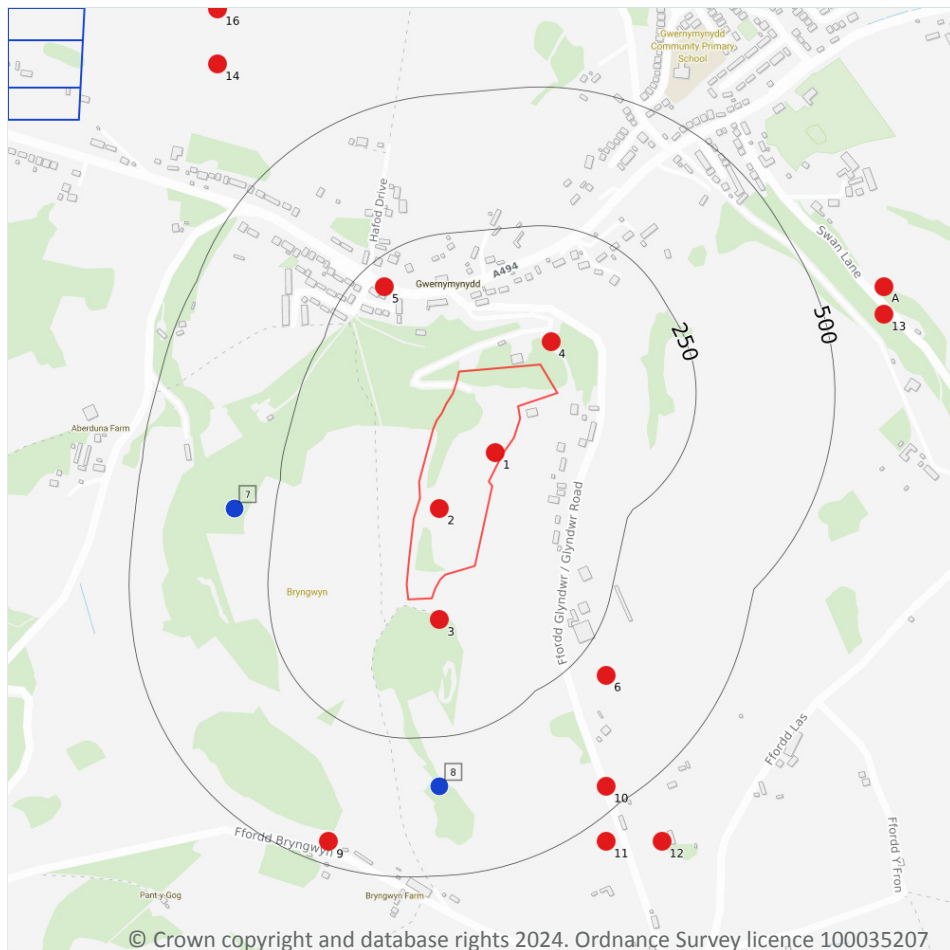 16
14
Gwernymynydd
Community Primary
School
Hafod Drive
Swan Lane
A494
Gwernymynydd
5
A
13
250
500
4
Aberduna Farm
1
7
2
Ffordd Glyndwr / Glyndwr Road
Bryngwyn
3
6
Ffordd Las
8
10
Ffordd Bryngwyn
9
11
12
Ffordd Y Fron
Pant y Gog
Bryngwyn Farm
© Crown copyright and database rights 2024. Ordnance Survey licence 100035207